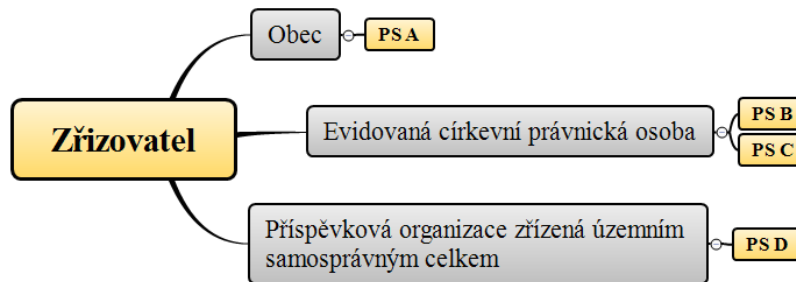 Obec
PS A
Zřizovatel
Evidovaná církevní právnická osoba
PS B
PS C
Příspěvková organizace zřízená územním
samosprávným celkem
PS D